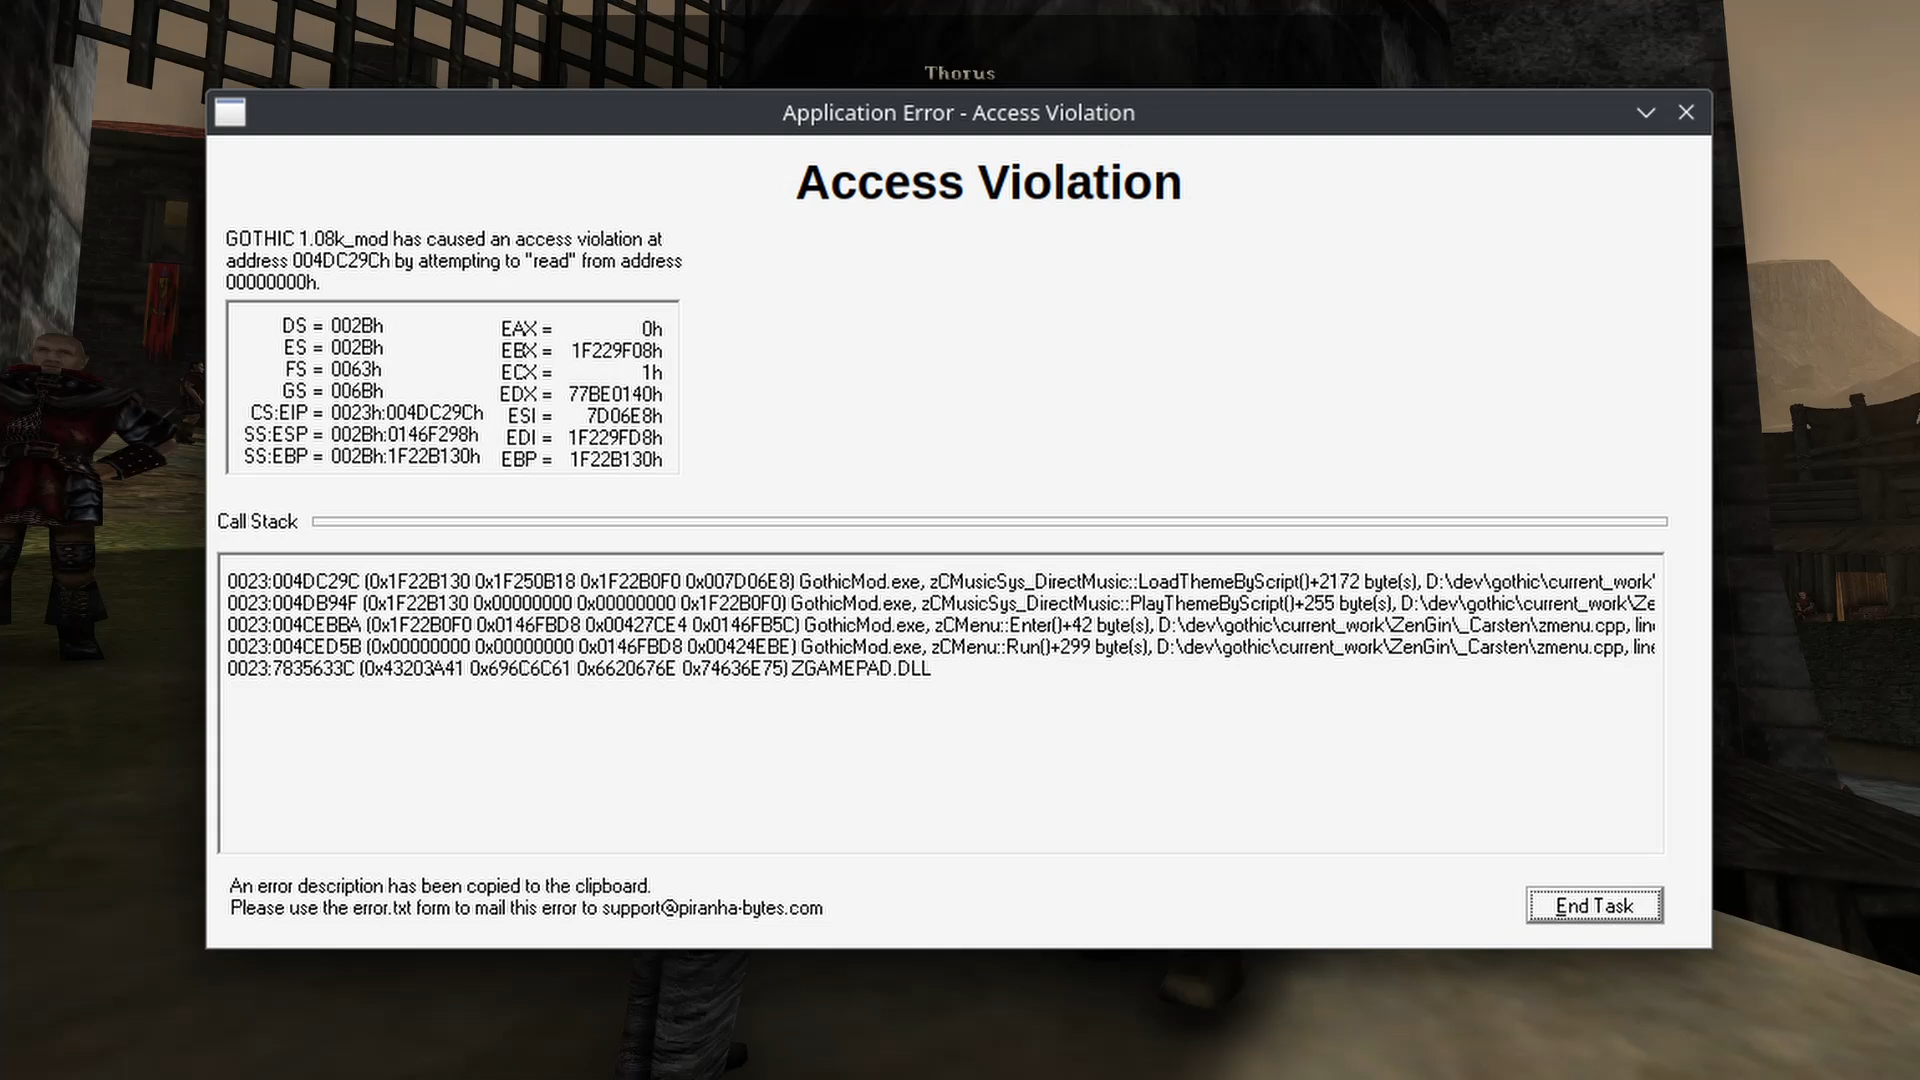 Thorus
Application Error - Access Violation
Access Violation
GOTHIC 1.08k_mod has caused an access violation at
address 004DC29Ch by attempting to "read" from address
00000000h.
DS = 002Bh
ES = 002Bh
FS = 0063h
GS = 006Bh
CS:EIP = 0023h:004DC29Ch
SS:ESP = 002Bh:0146F298h
SS:EBP = 002Bh:1F22B130h
EAX = 0h
EBX = 1F229F08h
ECX = 1h
EDX = 77BE0140h
ESI = 7D06E8h
EDI = 1F229FD8h
EBP = 1F22B130h
Call Stack
0023:004DC29C (0x1F22B130 0x1F250B18 0x1F22B0F0 0x007D06E8) GothicMod.exe, zCMusicSys_DirectMusic::LoadThemeByScript()+2172 byte(s), D:\dev\gothic\current_work\
0023:004DB94F (0x1F22B130 0x00000000 0x00000000 0x1F22B0F0) GothicMod.exe, zCMusicSys_DirectMusic::PlayThemeByScript()+255 byte(s), D:\dev\gothic\current_work\Ze
0023:004CEBBA (0x1F22B0F0 0x0146FBD8 0x00427CE4 0x0146FB5C) GothicMod.exe, zCMenu::Enter()+42 byte(s), D:\dev\gothic\current_work\ZenGin\_Carsten\zmenu.cpp, line
0023:004CED5B (0x00000000 0x00000000 0x0146FBD8 0x00424EBE) GothicMod.exe, zCMenu::Run()+299 byte(s), D:\dev\gothic\current_work\ZenGin\_Carsten\zmenu.cpp, line
0023:7835633C (0x43203A41 0x696C6C61 0x6620676E 0x74636E75) ZGAMEPAD.DLL
An error description has been copied to the clipboard.
Please use the error.txt form to mail this error to support@piranha-bytes.com
End Task